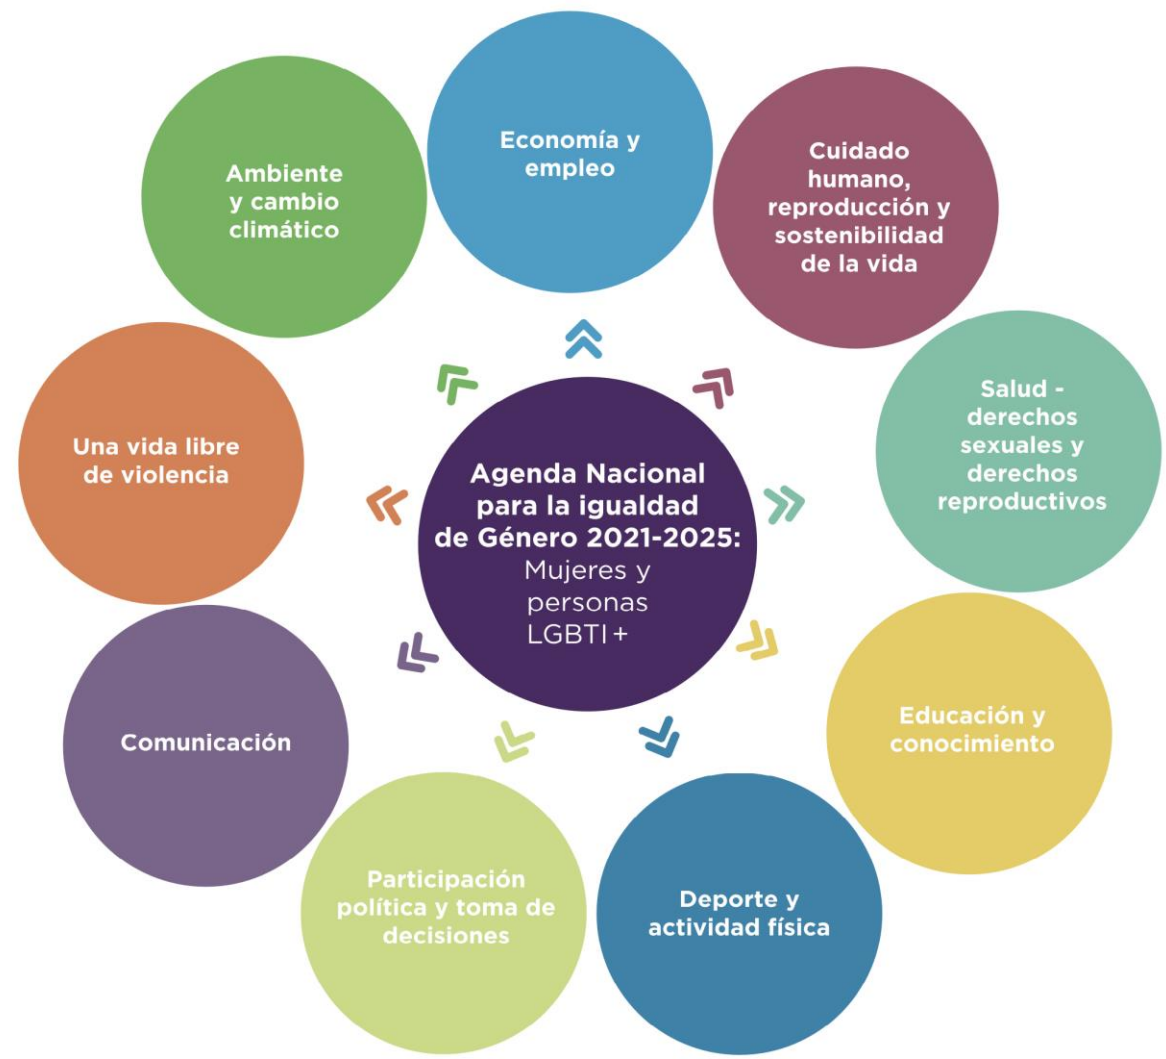 Economía y
empleo
Cuidado
humano,
reproducción y
sostenibilidad
de la vida
Salud -
derechos
sexuales y
derechos
reproductivos
Educación y
conocimiento
Deporte y
actividad física
Participación
política y toma de
decisiones
Comunicación
Una vida libre
de violencia
Ambiente
y cambio
climático
Agenda Nacional
para la igualdad
de Género 2021-2025:
Mujeres y
personas
LGBTI+